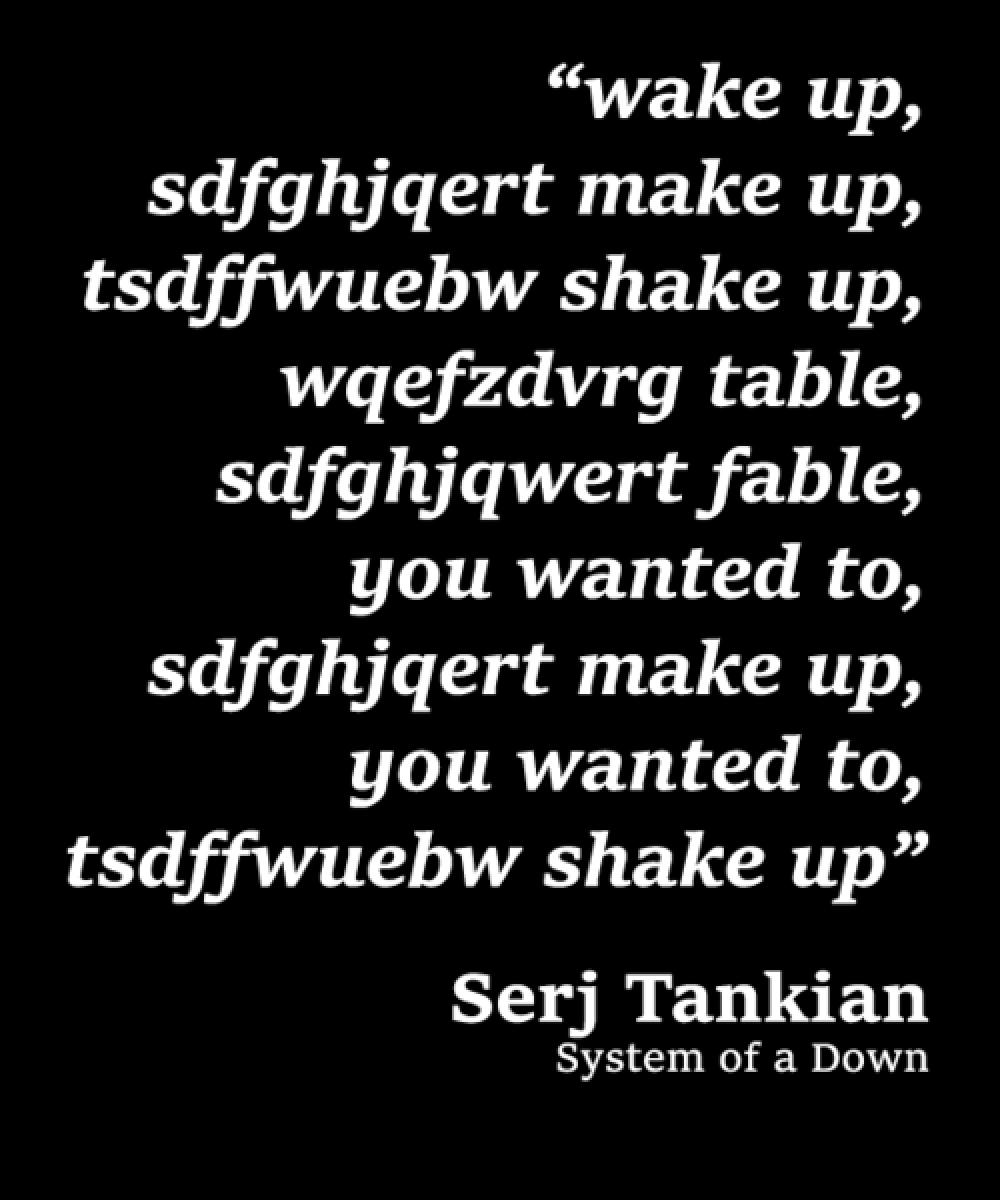 “wake up,
sdfghjqert make up,
tsdffwuebw shake up,
wqefzdvrg table,
sdfghjqwert fable,
you wanted to,
sdfghjqert make up,
you wanted to,
tsdffwuebw shake up”
Serj Tankian
System of a Down